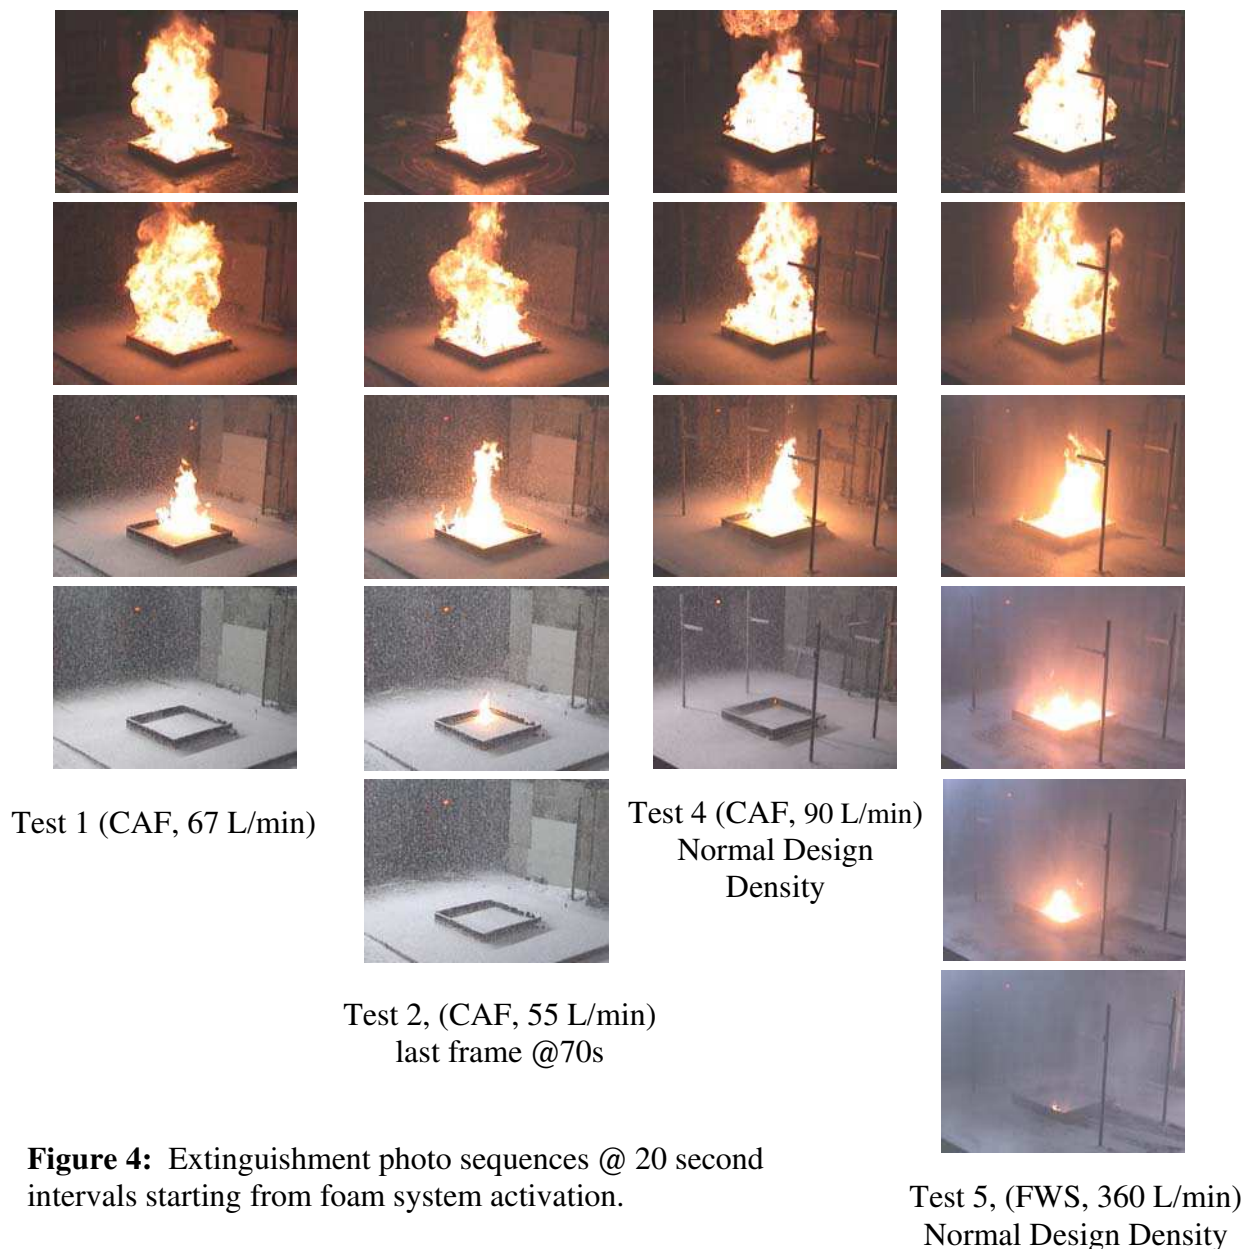 Test 1 (CAF, 67 L/min)
Test 4 (CAF, 90 L/min)
Normal Design
Density
Test 2, (CAF, 55 L/min)
last frame @70s
Figure 4: Extinguishment photo sequences @ 20 second
intervals starting from foam system activation.
Test 5, (FWS, 360 L/min)
Normal Design Density